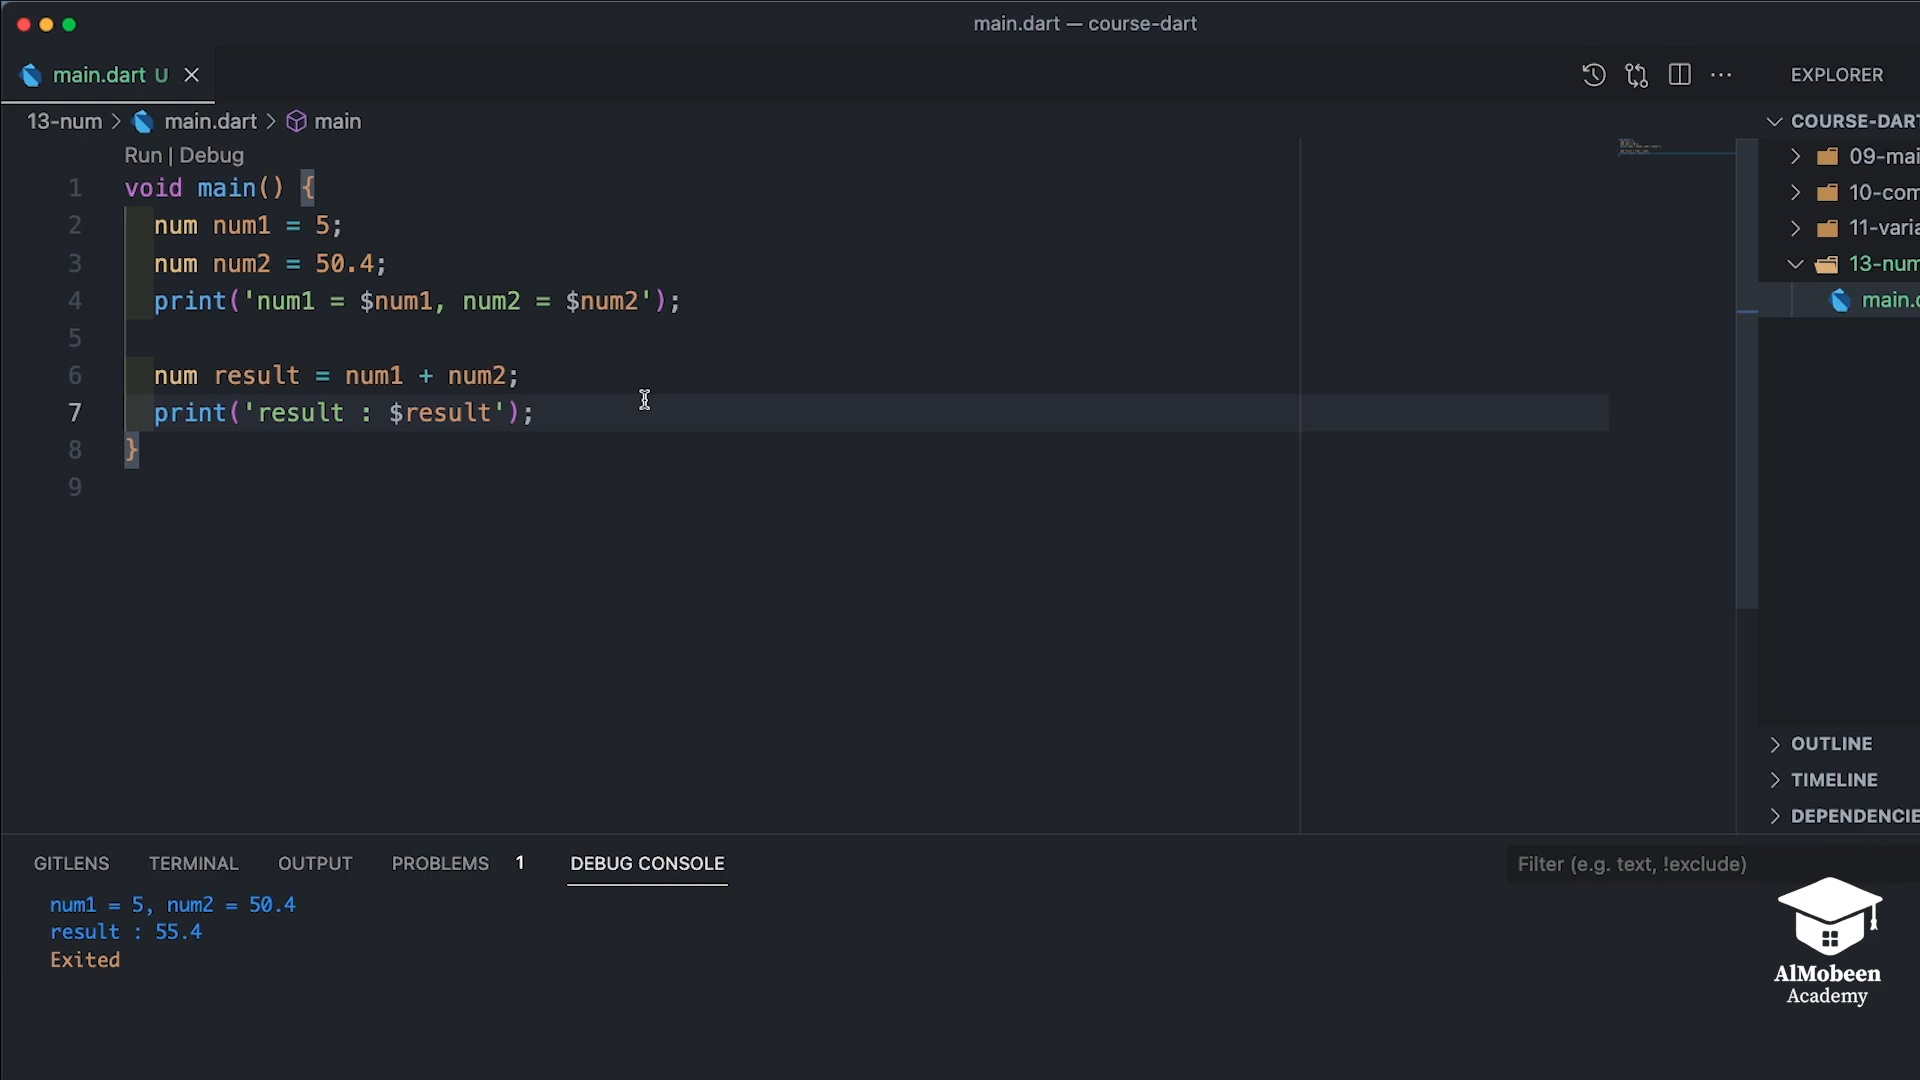 main.dart — course-dart
main.dart U
EXPLORER
13-num > main.dart > main
COURSE-DART
Run | Debug
09-mai
1 void main() {
10-com
2 num num1 = 5;
11-varia
3 num num2 = 50.4;
13-num
4 print('num1 = $num1, num2 = $num2');
main.d
5
6 num result = num1 + num2;
7 print('result : $result');
8 }
9
OUTLINE
TIMELINE
DEPENDENCIE
GITLENS TERMINAL OUTPUT PROBLEMS 1 DEBUG CONSOLE
Filter (e.g. text, !exclude)
num1 = 5, num2 = 50.4
result : 55.4
Exited
AlMobeen
Academy